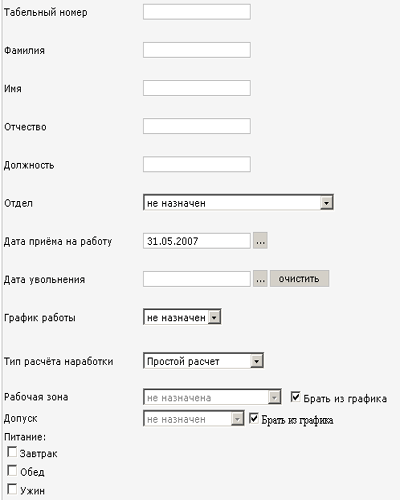 Табельный номер
Фамилия
Имя
Отчество
Должность
Отдел не назначен
Дата приёма на работу 31.05.2007 ...
Дата увольнения ... очистить
График работы не назначен
Тип расчёта наработки Простой расчет
Рабочая зона не назначена Брать из графика
Допуск не назначен Брать из графика
Питание:
Завтрак
Обед
Ужин